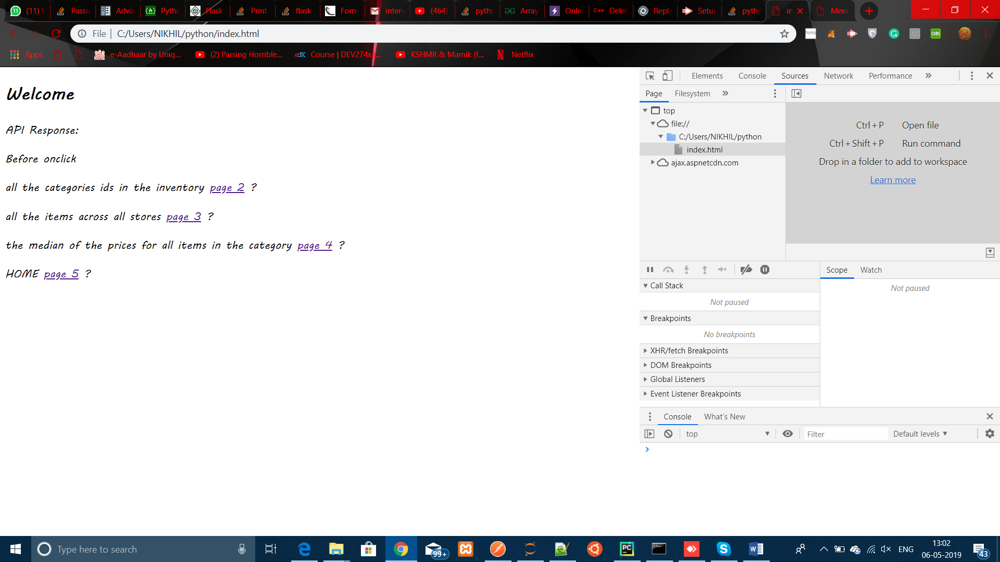 (11) Passi Adva Pytho Flask Print flask Form interv (464) pytho Array Onlin Delet Repl. Setup pytho in Men
File C:/Users/NIKHIL/python/index.html
fonts CORS
Apps e-Aadhaar by Uniq... (2) Parsing Horrible... edX Course | DEV274x |... KSHMR & Marnik (f... Netflix
Elements Console Sources Network Performance »
Page Filesystem »
top
file://
C:/Users/NIKHIL/python
index.html
ajax.aspnetcdn.com
Ctrl + P Open file
Ctrl + Shift + P Run command
Drop in a folder to add to workspace
Learn more
Welcome
API Response:
Before onclick
all the categories ids in the inventory page 2 ?
all the items across all stores page 3 ?
the median of the prices for all items in the category page 4 ?
HOME page 5 ?
Scope Watch
Not paused
Call Stack
Not paused
Breakpoints
No breakpoints
XHR/fetch Breakpoints
DOM Breakpoints
Global Listeners
Event Listener Breakpoints
Console What's New
top Filter Default levels
Type here to search
99+
PC
ENG
13:02
06-05-2019
43